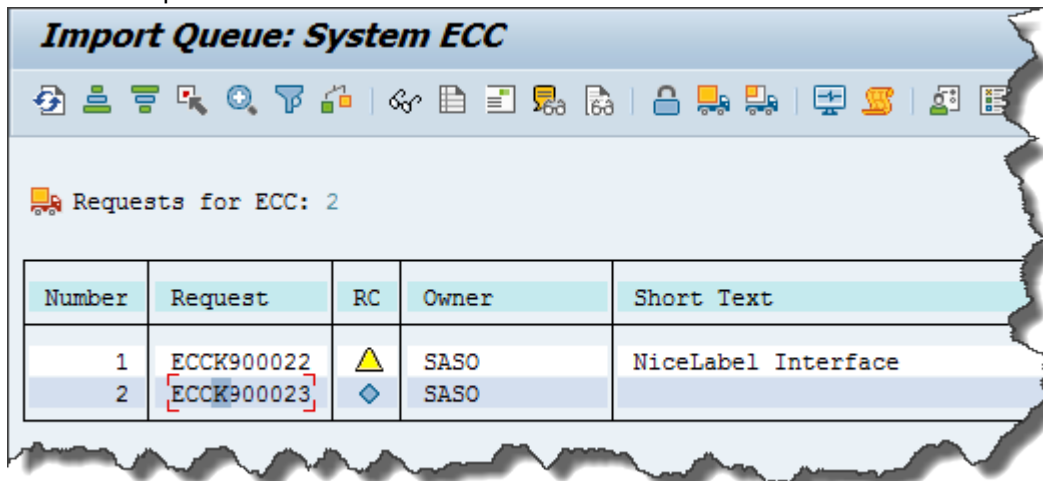 Import Queue: System ECC
Requests for ECC: 2
Number Request RC Owner Short Text
1 ECCK900022 SASO NiceLabel Interface
2 ECCK900023 SASO